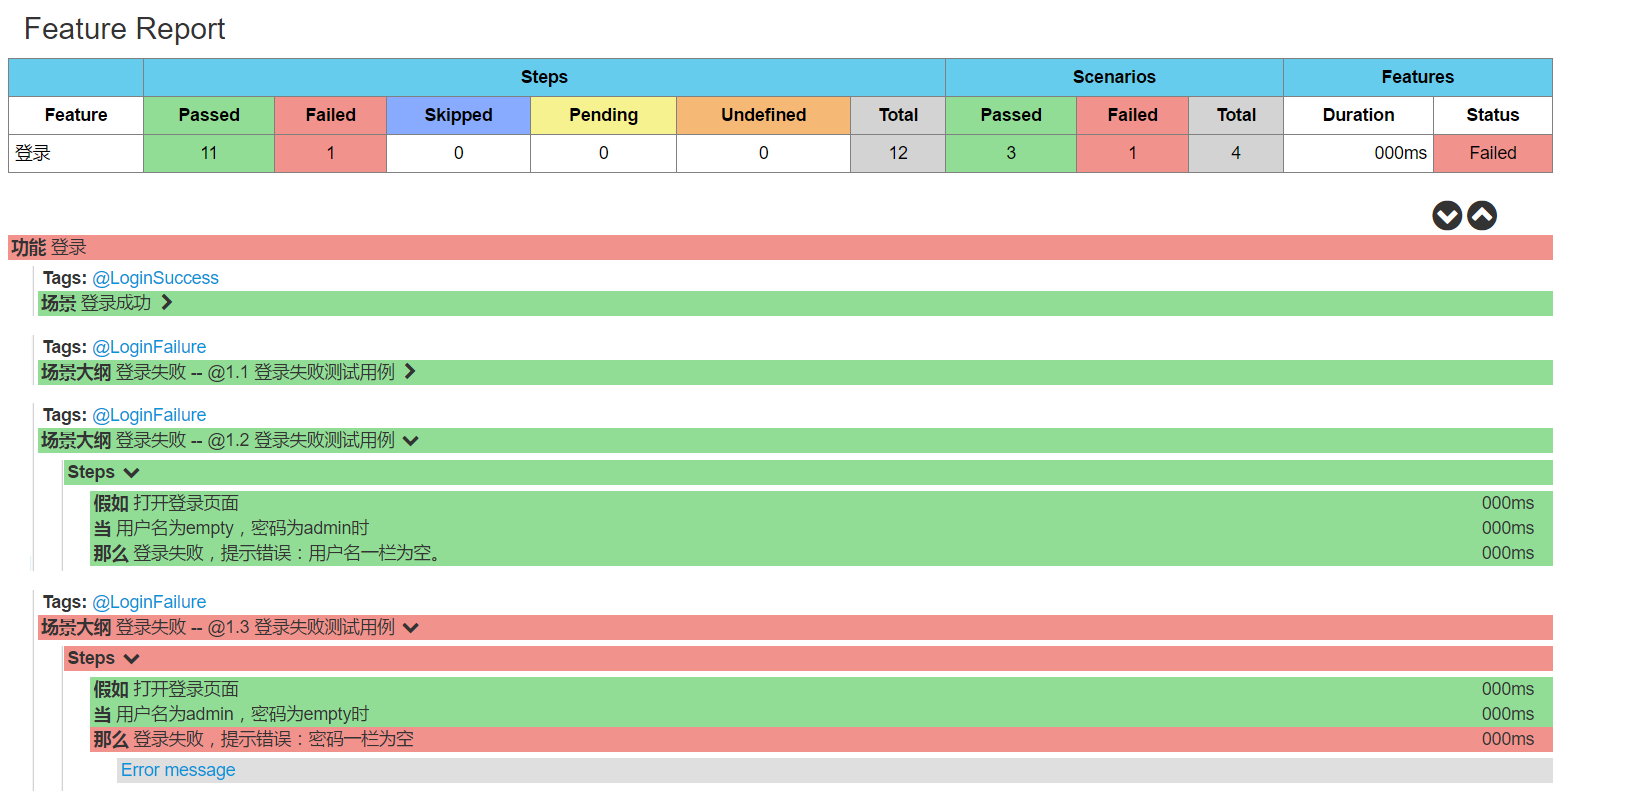 Feature Report
Steps Scenarios Features
Feature Passed Failed Skipped Pending Undefined Total Passed Failed Total Duration Status
登录 11 1 0 0 0 12 3 1 4 000ms Failed
功能 登录
Tags: @LoginSuccess
场景 登录成功
Tags: @LoginFailure
场景大纲 登录失败 -- @1.1 登录失败测试用例
Tags: @LoginFailure
场景大纲 登录失败 -- @1.2 登录失败测试用例
Steps
假如 打开登录页面 000ms
当 用户名为empty，密码为admin时 000ms
那么 登录失败，提示错误：用户名一栏为空。 000ms
Tags: @LoginFailure
场景大纲 登录失败 -- @1.3 登录失败测试用例
Steps
假如 打开登录页面 000ms
当 用户名为admin，密码为empty时 000ms
那么 登录失败，提示错误：密码一栏为空 000ms
Error message